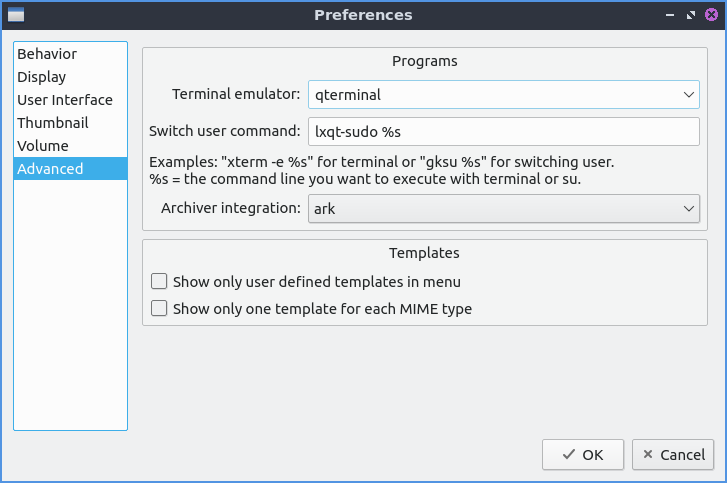 Preferences
Behavior
Display
User Interface
Thumbnail
Volume
Advanced
Programs
Terminal emulator: qterminal
Switch user command: lxqt-sudo %s
Examples: "xterm -e %s" for terminal or "gksu %s" for switching user.
%s = the command line you want to execute with terminal or su.
Archiver integration: ark
Templates
Show only user defined templates in menu
Show only one template for each MIME type
OK Cancel